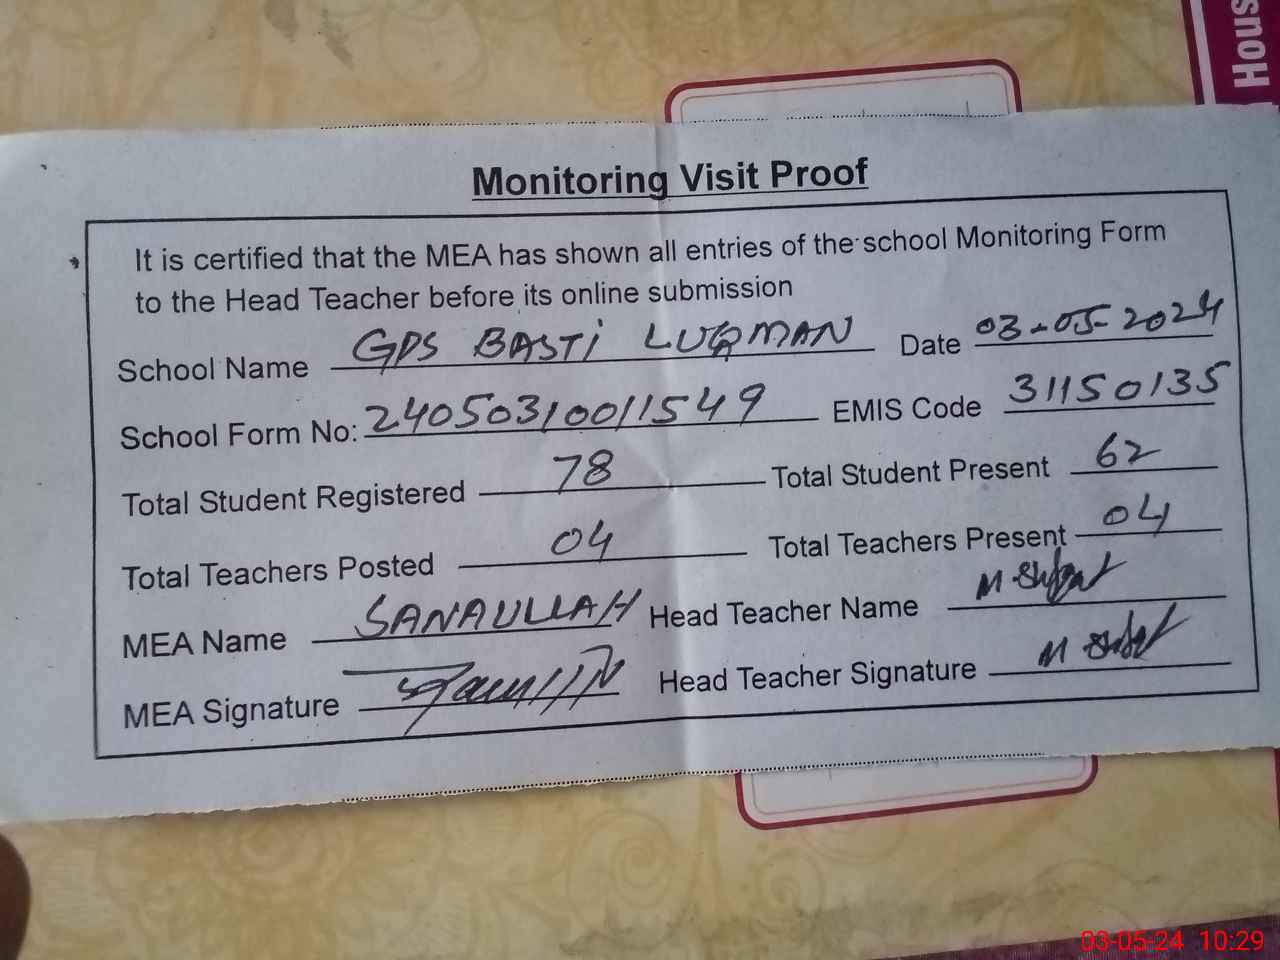 Hous
Monitoring Visit Proof
It is certified that the MEA has shown all entries of the school Monitoring Form
to the Head Teacher before its online submission
School Name GPS BASTI LUQMAN Date 03-05-2024
School Form No: 24050310011549 EMIS Code 31150135
Total Student Registered 78 Total Student Present 62
Total Teachers Posted 04 Total Teachers Present 04
MEA Name SANAULLAH Head Teacher Name M
MEA Signature Head Teacher Signature M
03-05-24 10:29